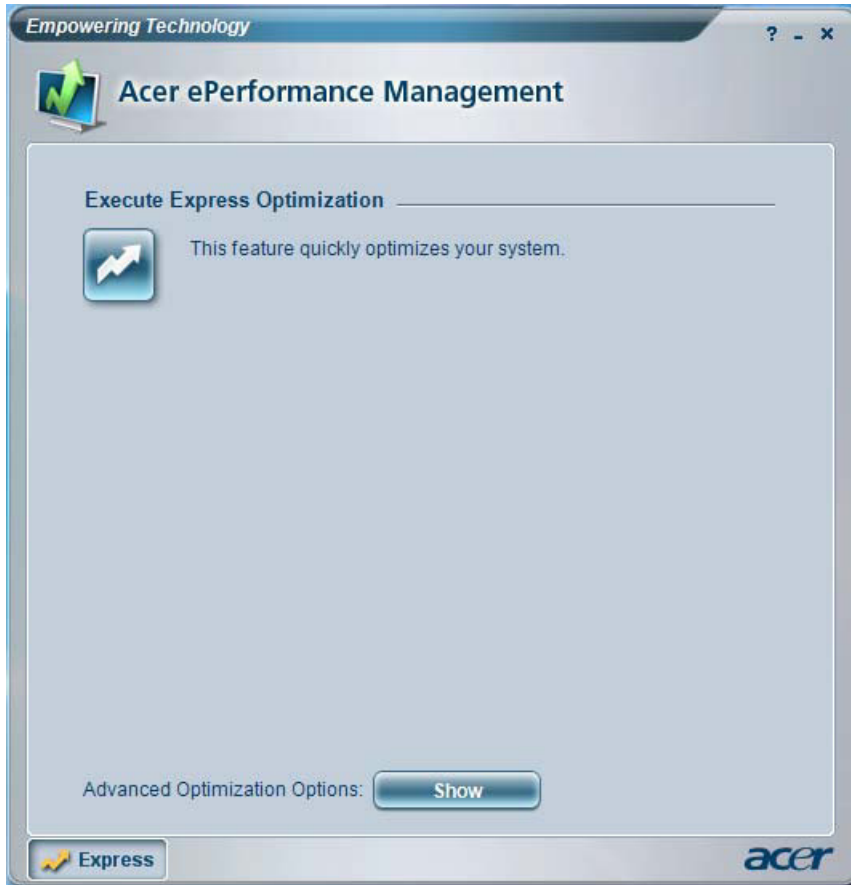 Empowering Technology
? - x
Acer ePerformance Management
Execute Express Optimization
This feature quickly optimizes your system.
Advanced Optimization Options: Show
Express
acer